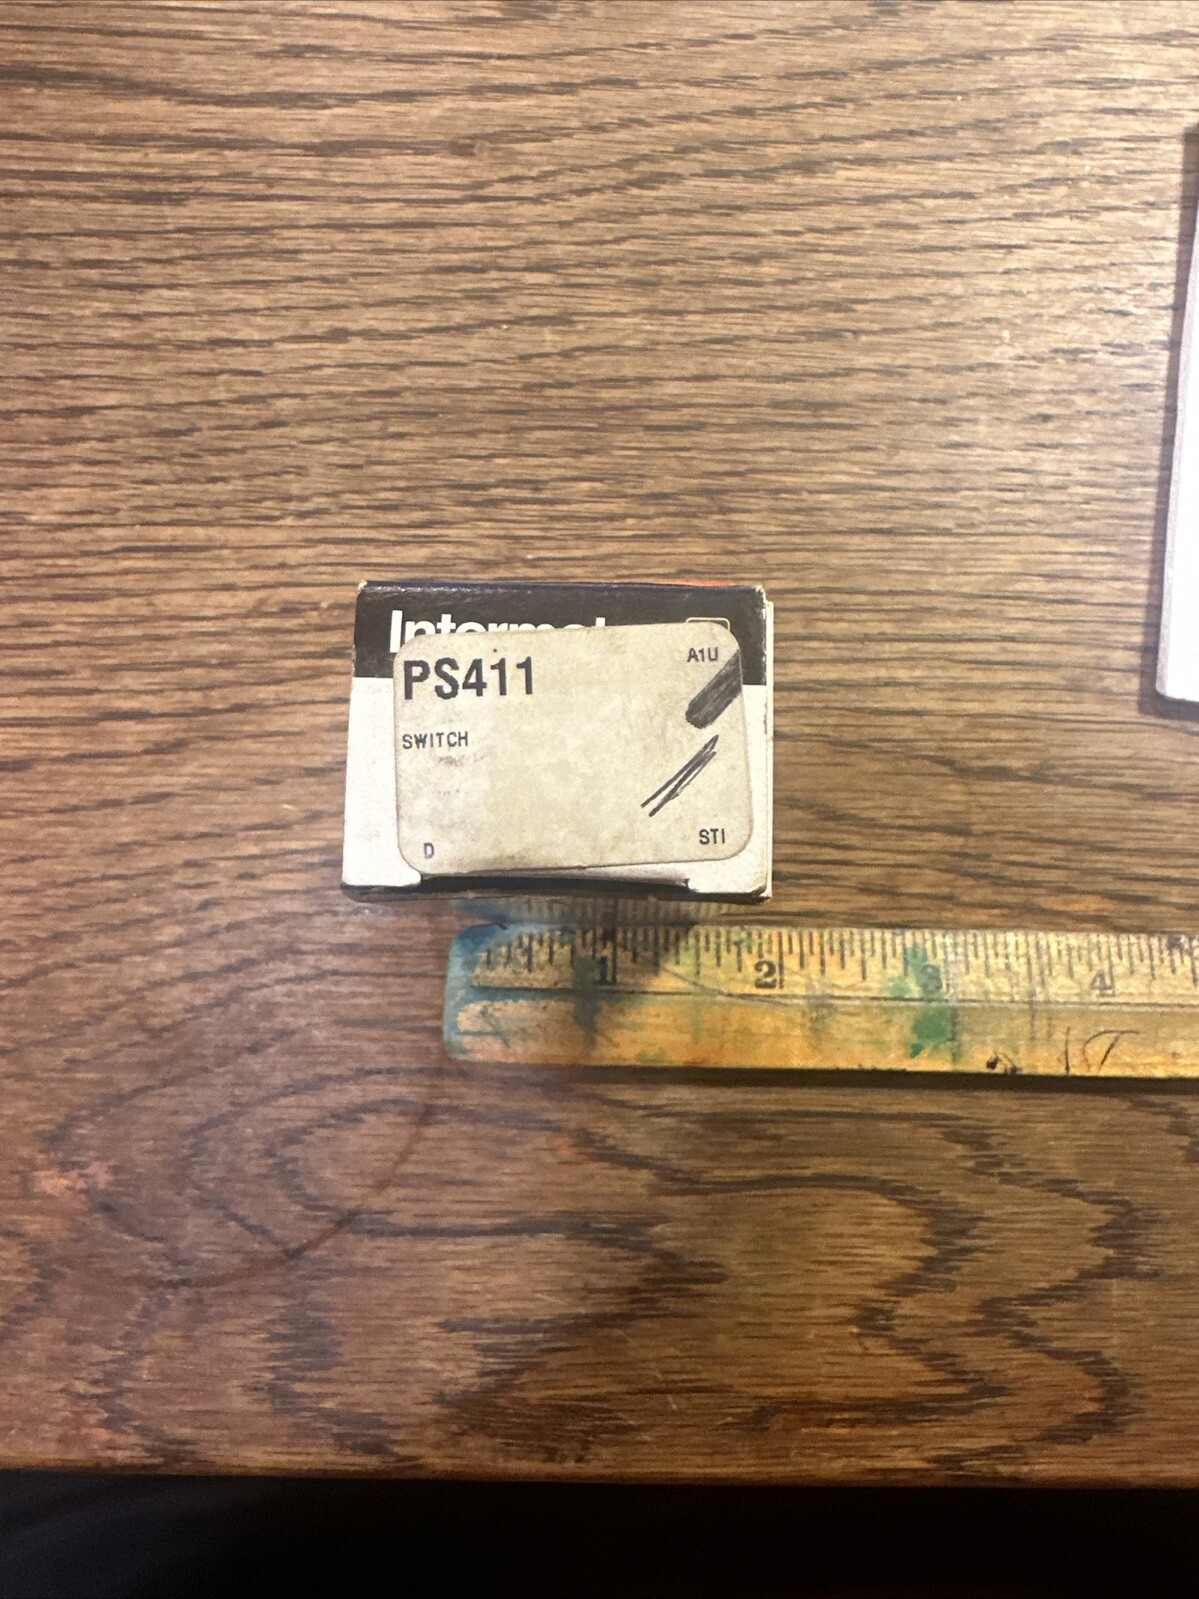 PS411
A1U
SWITCH
D
STI
1 2 3 4